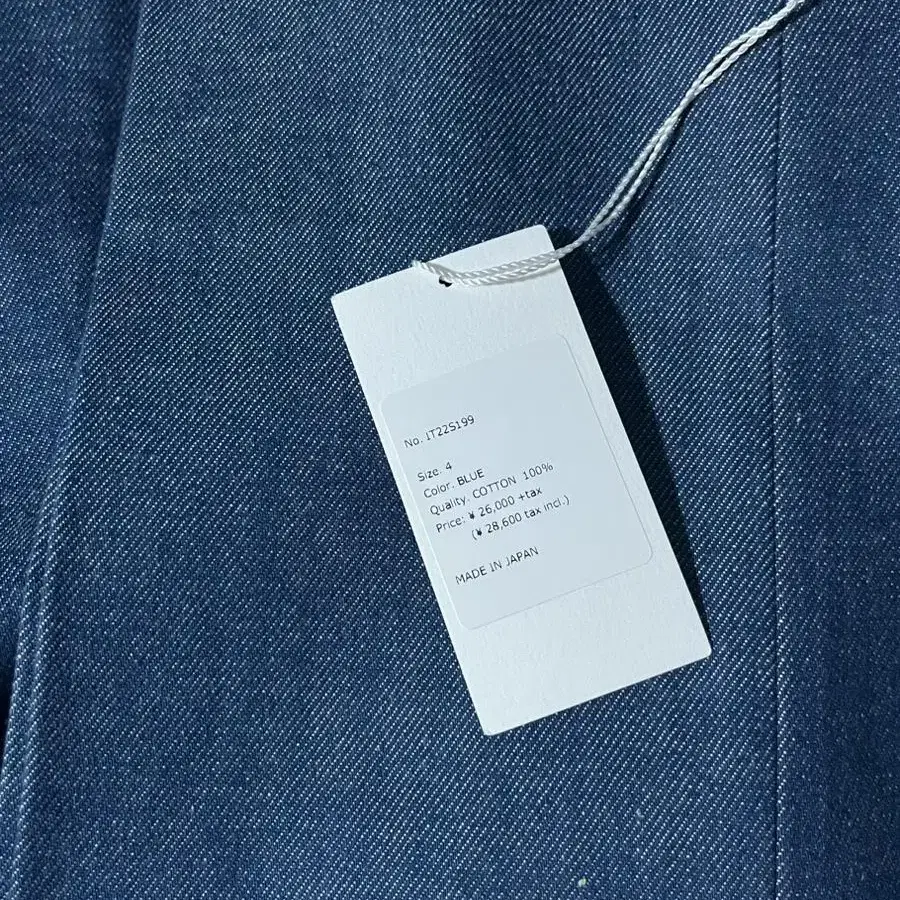 No. IT22S199
Size. 4
Color. BLUE
Quality. COTTON 100%
Price: ¥ 26,000 +tax
(¥ 28,600 tax incl.)
MADE IN JAPAN